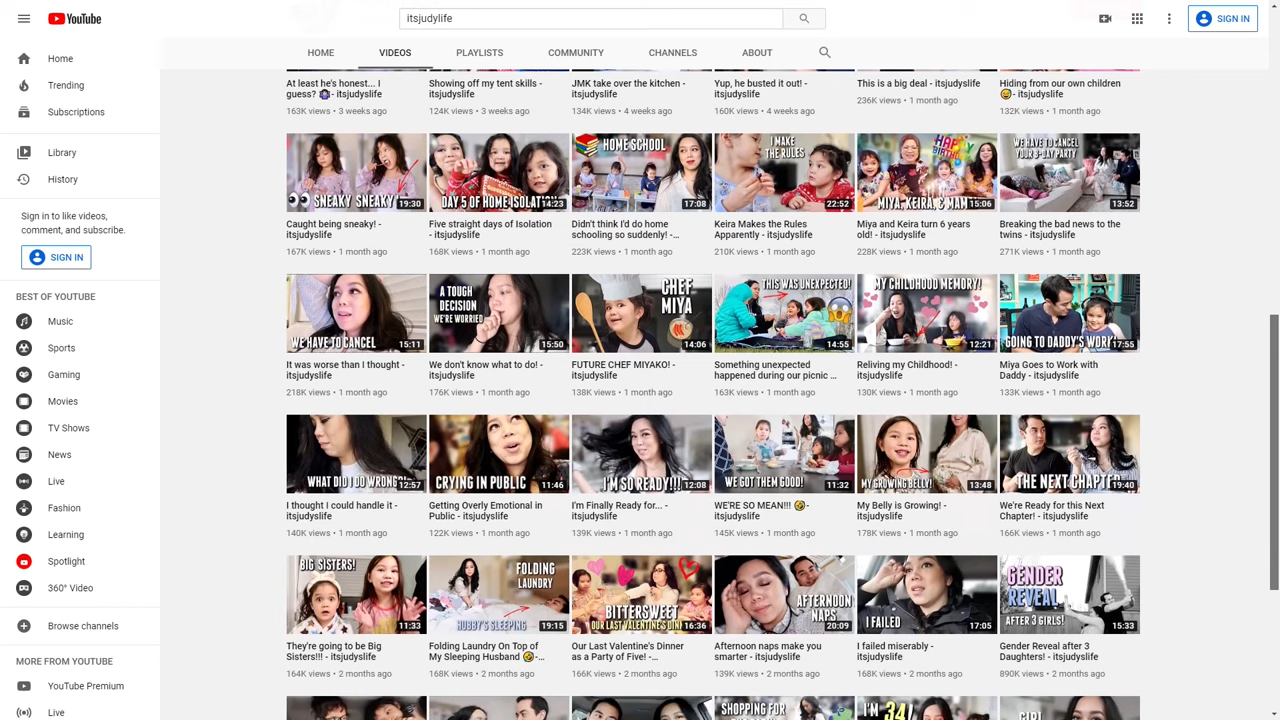 YouTube
itsjudylife
SIGN IN
HOME
VIDEOS
PLAYLISTS
COMMUNITY
CHANNELS
ABOUT
Home
Trending
Subscriptions
Library
History
Sign in to like videos,
comment, and subscribe.
SIGN IN
BEST OF YOUTUBE
Music
Sports
Gaming
Movies
TV Shows
News
Live
Fashion
Learning
Spotlight
360° Video
Browse channels
MORE FROM YOUTUBE
YouTube Premium
Live
At least he's honest... I
guess? 🤷🏻‍♀️- itsjudyslife
163K views • 3 weeks ago
Showing off my tent skills -
itsjudyslife
124K views • 3 weeks ago
JMK take over the kitchen -
itsjudyslife
134K views • 4 weeks ago
Yup, he busted it out! -
itsjudyslife
160K views • 4 weeks ago
This is a big deal - itsjudyslife
236K views • 1 month ago
Hiding from our own children
😅- itsjudyslife
132K views • 1 month ago
SNEAKY SNEAKY
19:30
Caught being sneaky! -
itsjudyslife
167K views • 1 month ago
DAY 5 OF HOME ISOLATION
14:23
Five straight days of Isolation
- itsjudyslife
168K views • 1 month ago
HOME SCHOOL
17:08
Didn't think I'd do home
schooling so suddenly! -...
223K views • 1 month ago
I MAKE
THE RULES
22:52
Keira Makes the Rules
Apparently - itsjudyslife
210K views • 1 month ago
HAPPY
BIRTHDAY
MIYA, KEIRA, & MAM
15:06
Miya and Keira turn 6 years
old! - itsjudyslife
228K views • 1 month ago
WE HAVE TO CANCEL
YOUR B-DAY PARTY
13:52
Breaking the bad news to the
twins - itsjudyslife
271K views • 1 month ago
WE HAVE TO CANCEL
15:11
It was worse than I thought -
itsjudyslife
218K views • 1 month ago
A TOUGH
DECISION
WE'RE WORRIED
15:50
We don't know what to do! -
itsjudyslife
176K views • 1 month ago
CHEF
MIYA
14:06
FUTURE CHEF MIYAKO! -
itsjudyslife
138K views • 1 month ago
THIS WAS UNEXPECTED!
14:55
Something unexpected
happened during our picnic ...
163K views • 1 month ago
MY CHILDHOOD MEMORY!
12:21
Reliving my Childhood! -
itsjudyslife
130K views • 1 month ago
GOING TO DADDY'S WORK
17:55
Miya Goes to Work with
Daddy - itsjudyslife
133K views • 1 month ago
WHAT DID I DO WRONG?
12:57
I thought I could handle it -
itsjudyslife
140K views • 1 month ago
CRYING IN PUBLIC
11:46
Getting Overly Emotional in
Public - itsjudyslife
122K views • 1 month ago
I'M SO READY!!!
12:08
I'm Finally Ready for... -
itsjudyslife
139K views • 1 month ago
WE GOT THEM GOOD!
11:32
WE'RE SO MEAN!!! 🤣-
itsjudyslife
145K views • 1 month ago
MY GROWING BELLY!
13:48
My Belly is Growing! -
itsjudyslife
178K views • 1 month ago
THE NEXT CHAPTER
19:40
We're Ready for this Next
Chapter! - itsjudyslife
166K views • 1 month ago
BIG SISTERS!
11:33
They're going to be Big
Sisters!!! - itsjudyslife
164K views • 2 months ago
FOLDING
LAUNDRY
HUBBY'S SLEEPING
19:15
Folding Laundry On Top of
My Sleeping Husband 🤣-...
168K views • 2 months ago
BITTERSWEET
OUR LAST VALENTINE'S DIN
16:36
Our Last Valentine's Dinner
as a Party of Five! -...
166K views • 2 months ago
AFTERNOON
NAPS
20:09
Afternoon naps make you
smarter - itsjudyslife
139K views • 2 months ago
I FAILED
17:05
I failed miserably -
itsjudyslife
168K views • 2 months ago
GENDER
REVEAL
AFTER 3 GIRLS!
15:33
Gender Reveal after 3
Daughters! - itsjudyslife
890K views • 2 months ago
SHOPPING FOR
I'M 34!
GIRL